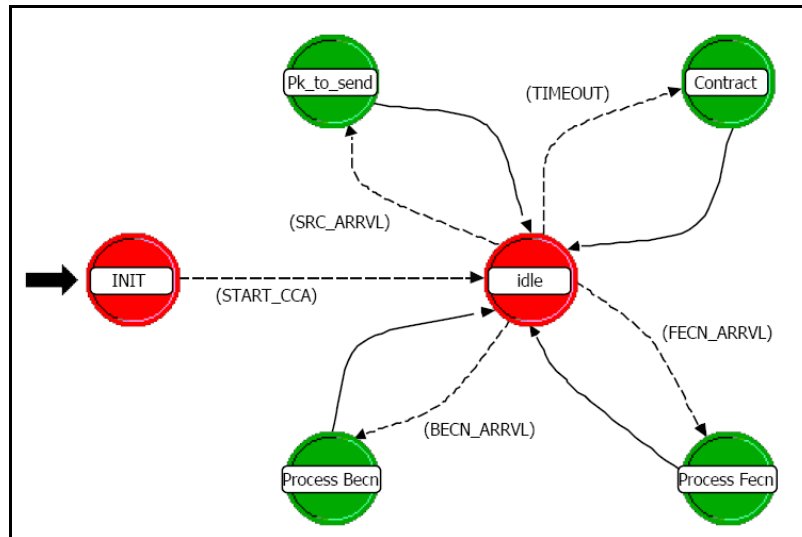 Pk_to_send
Contract
(TIMEOUT)
(SRC_ARRVL)
INIT
idle
(START_CCA)
(FECN_ARRVL)
(BECN_ARRVL)
Process Becn
Process Fecn